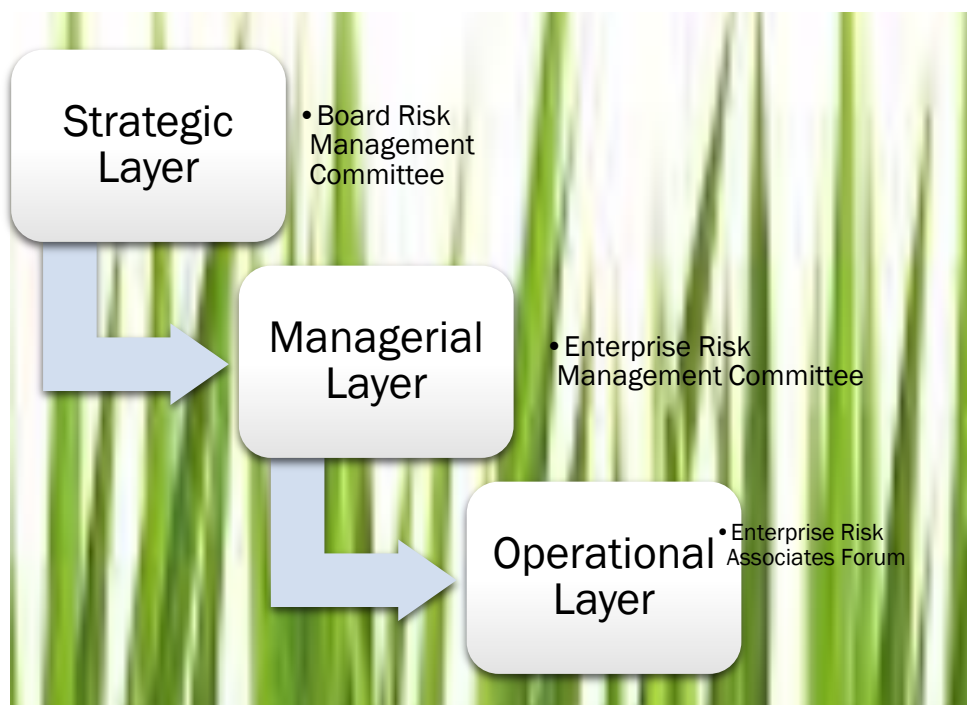 Strategic
Layer
• Board Risk
Management
Committee
Managerial
Layer
• Enterprise Risk
Management Committee
Operational
Layer
• Enterprise Risk
Associates Forum